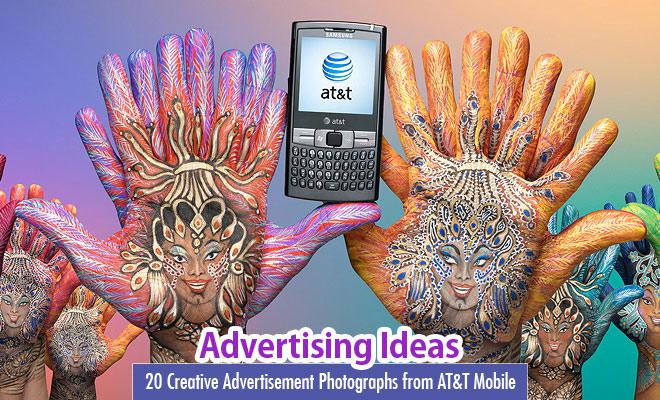 SAMSUNG
at&t
at&t
Advertising Ideas
20 Creative Advertisement Photographs from AT&T Mobile